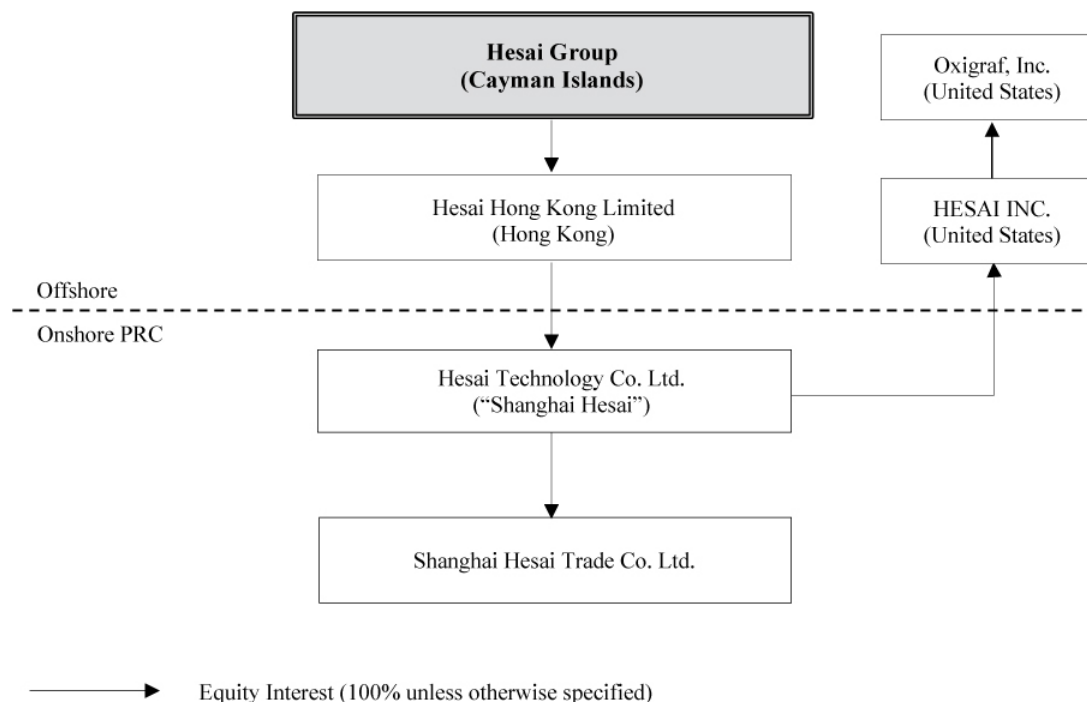 Hesai Group
(Cayman Islands)
Oxigraf, Inc.
(United States)
Hesai Hong Kong Limited
(Hong Kong)
HESAI INC.
(United States)
Offshore
Onshore PRC
Hesai Technology Co. Ltd.
(“Shanghai Hesai”)
Shanghai Hesai Trade Co. Ltd.
Equity Interest (100% unless otherwise specified)